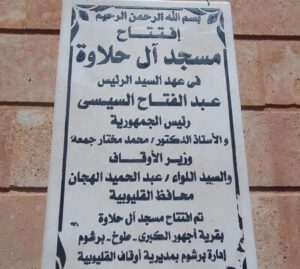 بسم الله الرحمن الرحيم
إفتتاح
مسجد آل حلاوة
فى عهد السيد الرئيس
عبد الفتاح السيسى
رئيس الجمهورية
و الأستاذ الدكتور / محمد مختار جمعة
وزير الأوقاف
والسيد اللواء / عبد الحميد الهجان
محافظ القليوبية
تم افتتاح مسجد آل حلاوة
بقرية أجهور الكبرى - طوخ - برشوم
إدارة برشوم بمديرية أوقاف القليوبية